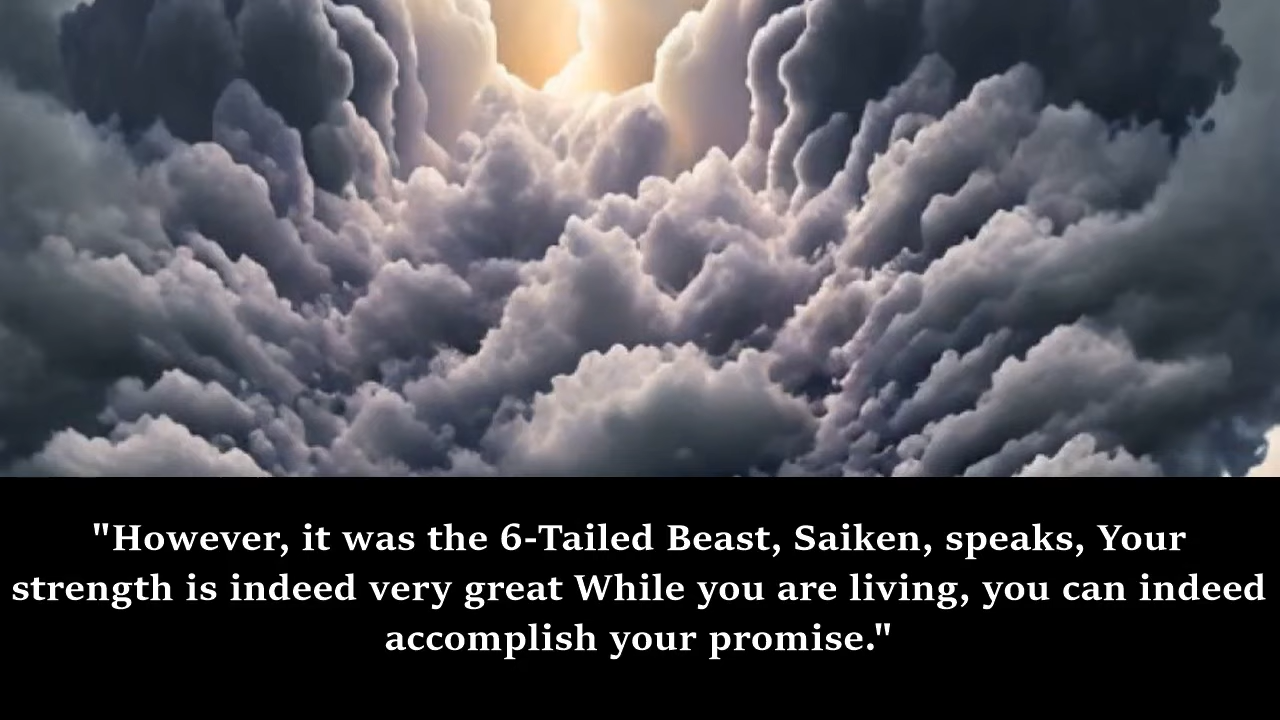 "However, it was the 6-Tailed Beast, Saiken, speaks, Your
strength is indeed very great While you are living, you can indeed
accomplish your promise."